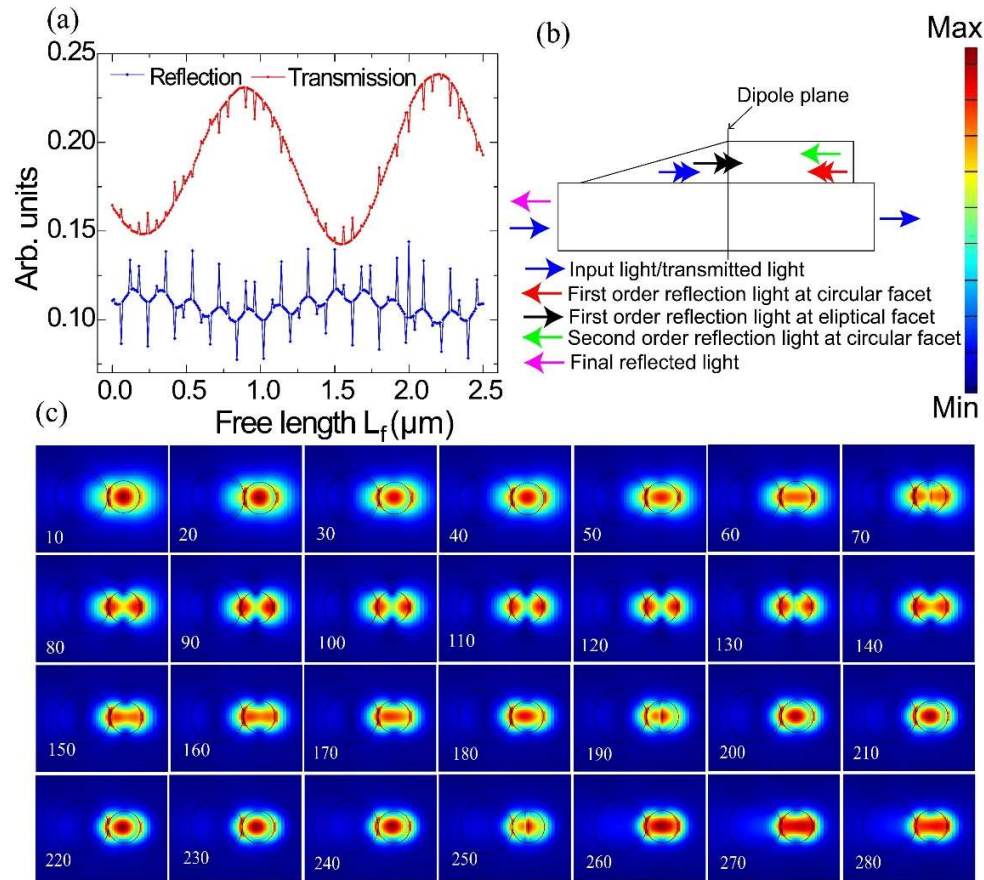 (a)
0.25
0.20
0.15
0.10
Arb. units
Reflection
Transmission
0.0
0.5
1.0
1.5
2.0
2.5
Free length Lf (μm)
(b)
Dipole plane
Input light/transmitted light
First order reflection light at circular facet
First order reflection light at eliptical facet
Second order reflection light at circular facet
Final reflected light
Max
Min
(c)
10 20 30 40 50 60 70
80 90 100 110 120 130 140
150 160 170 180 190 200 210
220 230 240 250 260 270 280